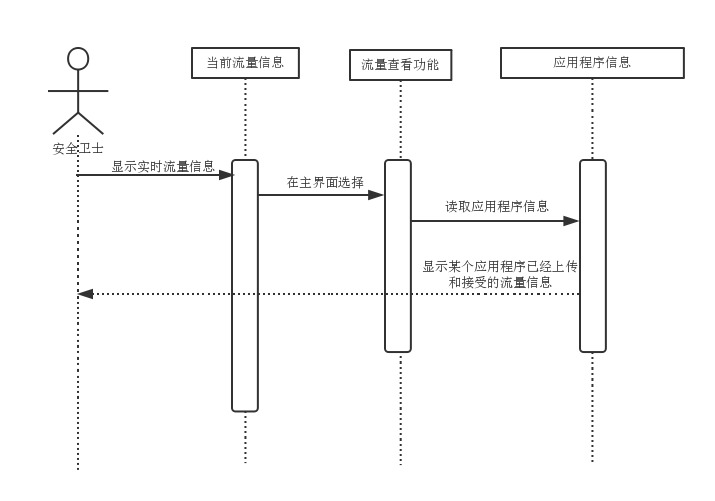 当前流量信息
流量查看功能
应用程序信息
安全卫士
显示实时流量信息
在主界面选择
读取应用程序信息
显示某个应用程序已经上传
和接受的流量信息